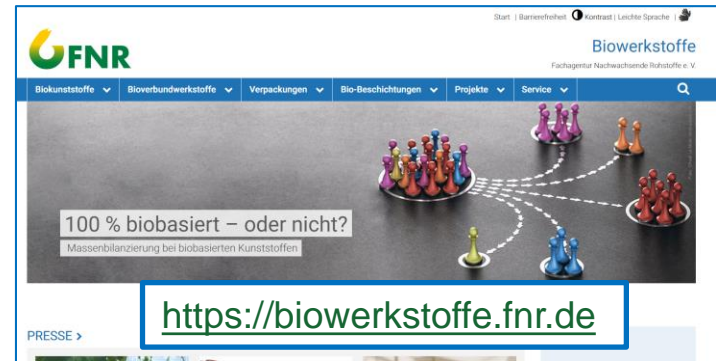 Start | Barrierefreiheit Kontrast | Leichte Sprache |
FNR
Biowerkstoffe
Fachagentur Nachwachsende Rohstoffe e. V.
Biokunststoffe Bioverbundwerkstoffe Verpackungen Bio-Beschichtungen Projekte Service
100 % biobasiert – oder nicht?
Massenbilanzierung bei biobasierten Kunststoffen
https://biowerkstoffe.fnr.de
PRESSE >